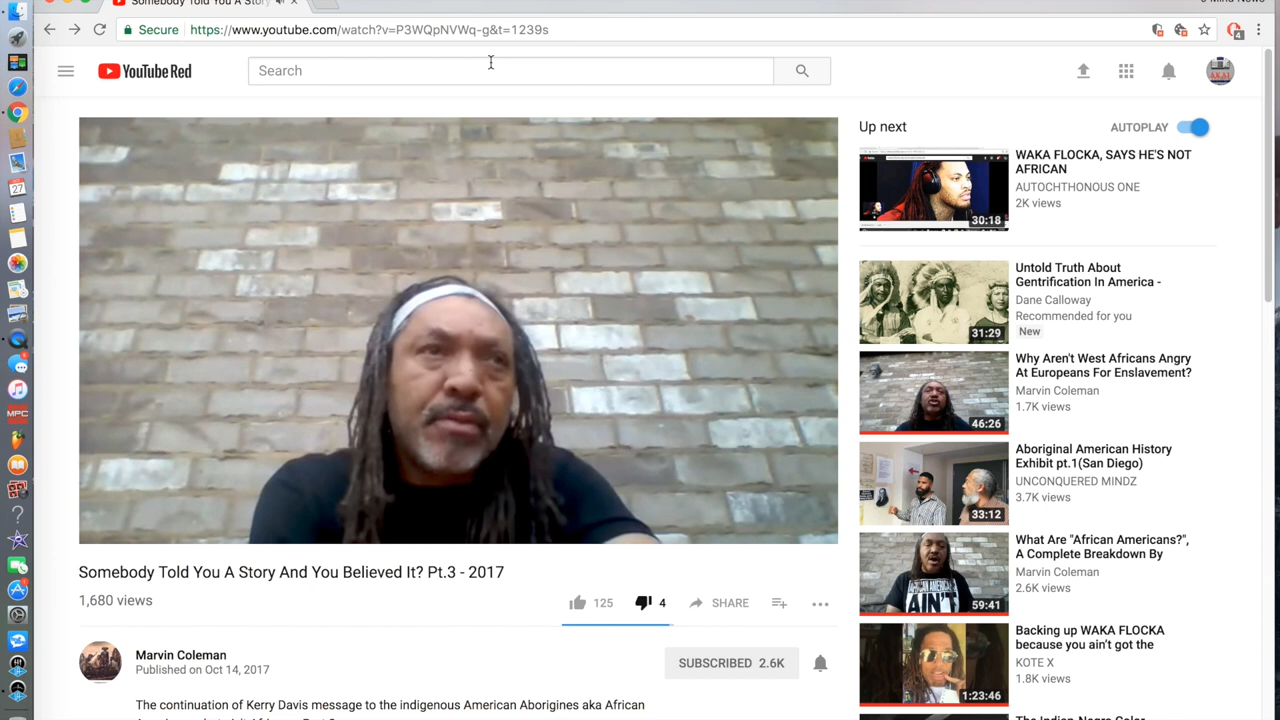 Somebody Told You A Story
Secure
https://www.youtube.com/watch?v=P3WQpNVWq-g&t=1239s
4
YouTube Red
Search
27
MPC
Up next
AUTOPLAY
WAKA FLOCKA, SAYS HE'S NOT
AFRICAN
AUTOCHTHONOUS ONE
2K views
30:18
Untold Truth About
Gentrification In America -
Dane Calloway
Recommended for you
New
31:29
Why Aren't West Africans Angry
At Europeans For Enslavement?
Marvin Coleman
1.7K views
46:26
Aboriginal American History
Exhibit pt.1(San Diego)
UNCONQUERED MINDZ
3.7K views
33:12
What Are "African Americans?",
A Complete Breakdown By
Marvin Coleman
2.6K views
AIN'T
59:41
Backing up WAKA FLOCKA
because you ain't got the
KOTE X
1.8K views
1:23:46
Somebody Told You A Story And You Believed It? Pt.3 - 2017
1,680 views
125
4
SHARE
Marvin Coleman
Published on Oct 14, 2017
SUBSCRIBED 2.6K
The continuation of Kerry Davis message to the indigenous American Aborigines aka African